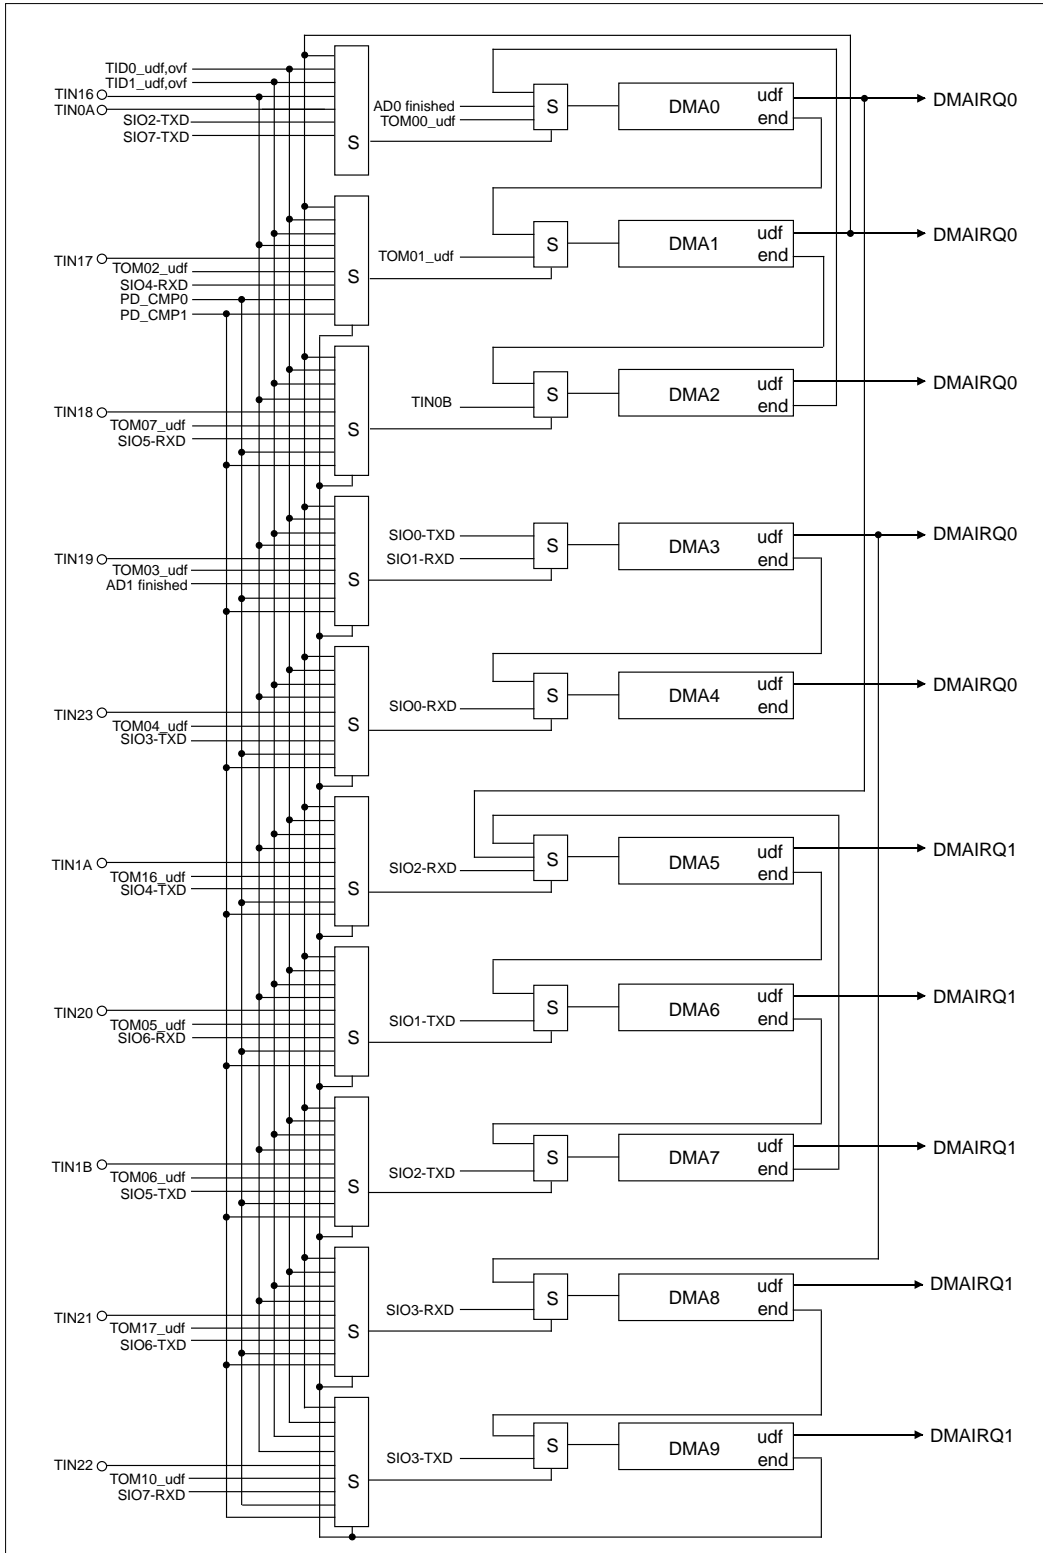 TID0_udf,ovf
TID1_udf,ovf
TIN16
TIN0A
SIO2-TXD
SIO7-TXD
S
AD0 finished
TOM00_udf
S
DMA0
udf
end
DMAIRQ0
TIN17
TOM02_udf
SIO4-RXD
PD_CMP0
PD_CMP1
S
TOM01_udf
S
DMA1
udf
end
DMAIRQ0
TIN18
TOM07_udf
SIO5-RXD
S
TIN0B
S
DMA2
udf
end
DMAIRQ0
TIN19
TOM03_udf
AD1 finished
S
SIO0-TXD
SIO1-RXD
S
DMA3
udf
end
DMAIRQ0
TIN23
TOM04_udf
SIO3-TXD
S
SIO0-RXD
S
DMA4
udf
end
DMAIRQ0
TIN1A
TOM16_udf
SIO4-TXD
S
SIO2-RXD
S
DMA5
udf
end
DMAIRQ1
TIN20
TOM05_udf
SIO6-RXD
S
SIO1-TXD
S
DMA6
udf
end
DMAIRQ1
TIN1B
TOM06_udf
SIO5-TXD
S
SIO2-TXD
S
DMA7
udf
end
DMAIRQ1
TIN21
TOM17_udf
SIO6-TXD
S
SIO3-RXD
S
DMA8
udf
end
DMAIRQ1
TIN22
TOM10_udf
SIO7-RXD
S
SIO3-TXD
S
DMA9
udf
end
DMAIRQ1